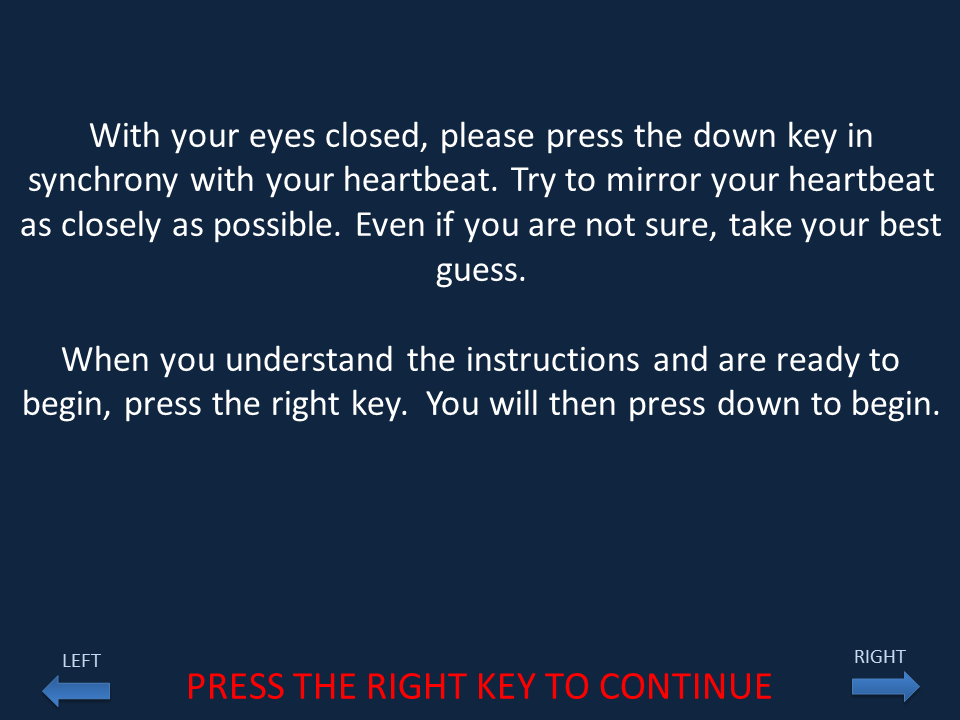 With your eyes closed, please press the down key in
synchrony with your heartbeat. Try to mirror your heartbeat
as closely as possible. Even if you are not sure, take your best
guess.
When you understand the instructions and are ready to
begin, press the right key. You will then press down to begin.
LEFT
RIGHT
PRESS THE RIGHT KEY TO CONTINUE